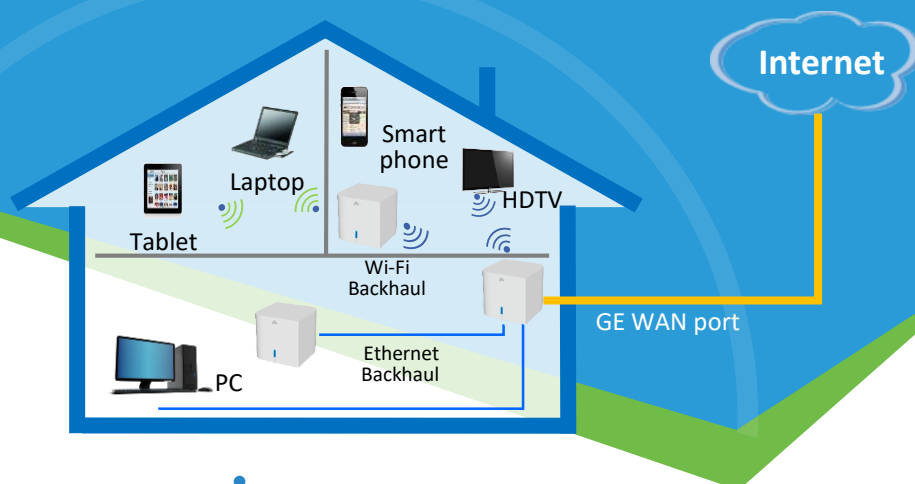 Internet
Smart
phone
Laptop
HDTV
Tablet
Wi-Fi
Backhaul
GE WAN port
Ethernet
Backhaul
PC